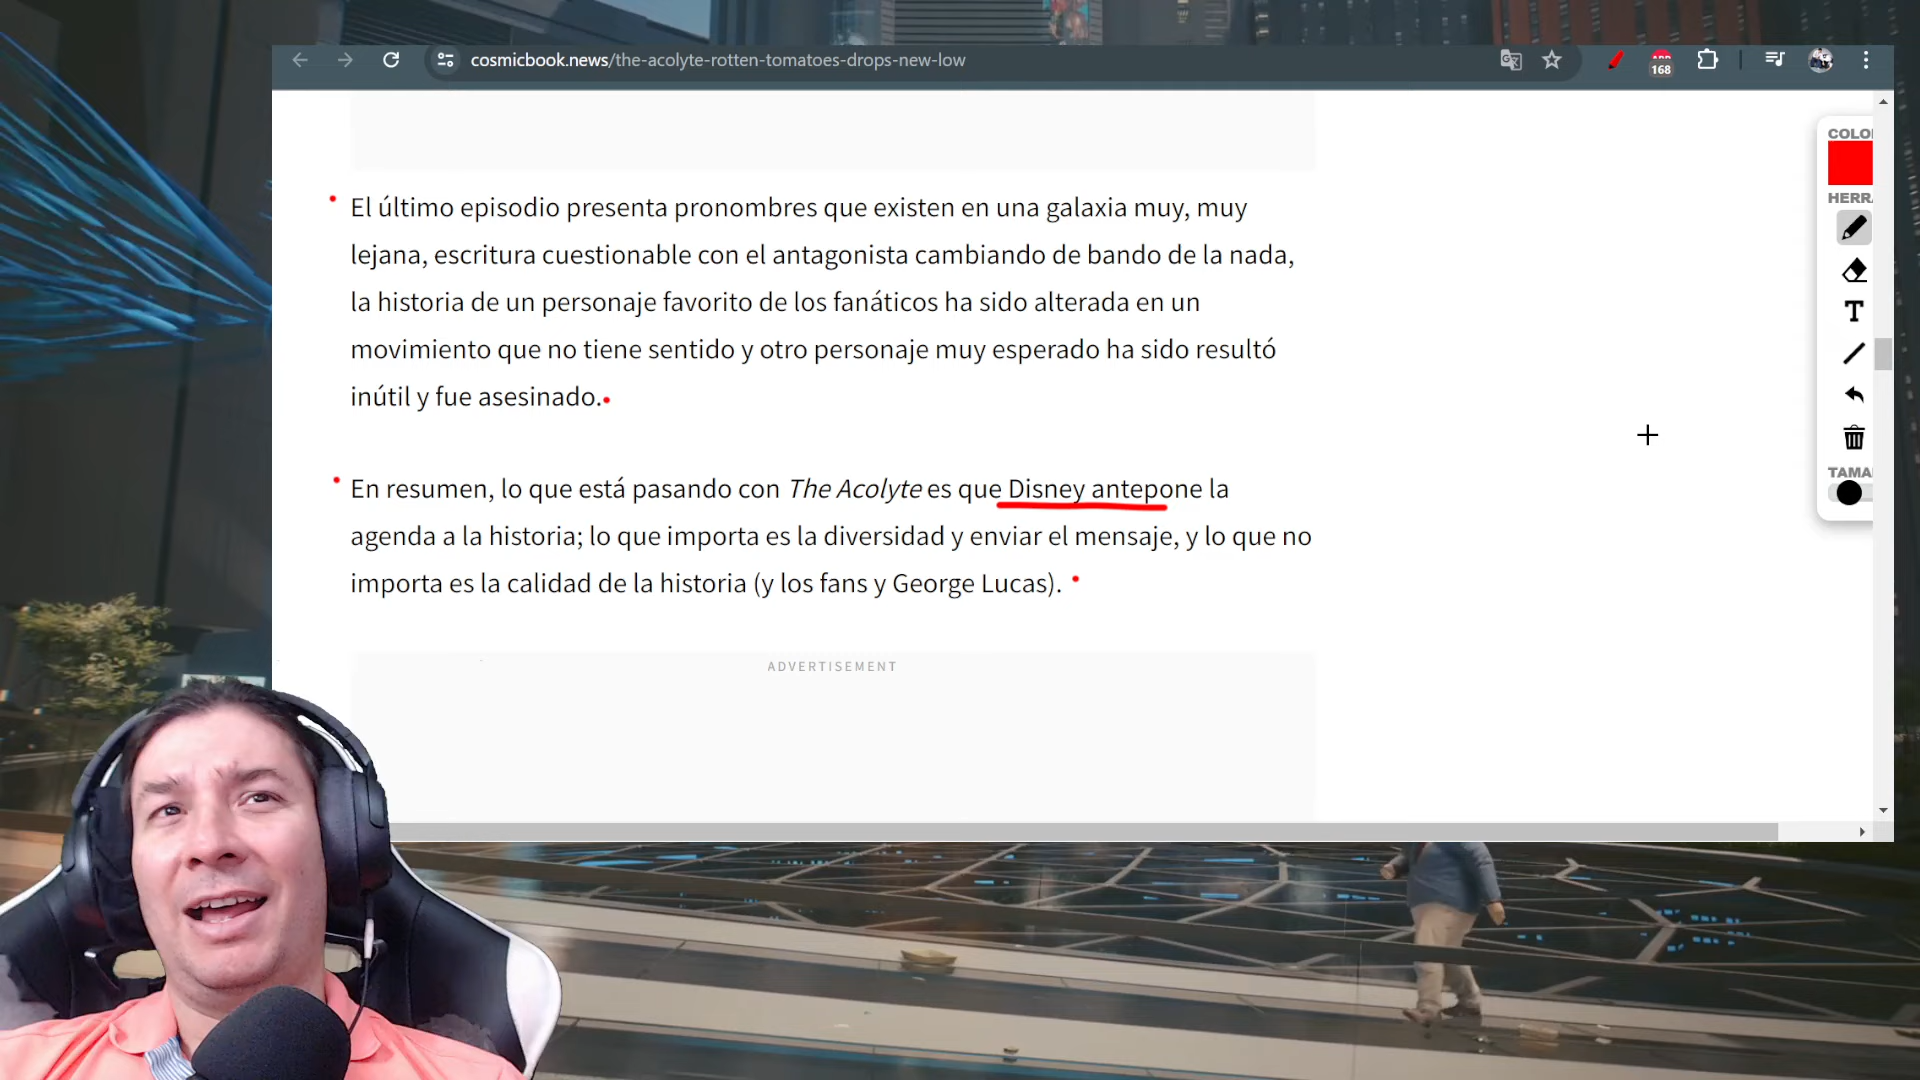 cosmicbook.news/the-acolyte-rotten-tomatoes-drops-new-low
168
El último episodio presenta pronombres que existen en una galaxia muy, muy
lejana, escritura cuestionable con el antagonista cambiando de bando de la nada,
la historia de un personaje favorito de los fanáticos ha sido alterada en un
movimiento que no tiene sentido y otro personaje muy esperado ha sido resultó
inútil y fue asesinado.
En resumen, lo que está pasando con The Acolyte es que Disney antepone la
agenda a la historia; lo que importa es la diversidad y enviar el mensaje, y lo que no
importa es la calidad de la historia (y los fans y George Lucas).
ADVERTISEMENT
COLO
HERRA
T
TAMA